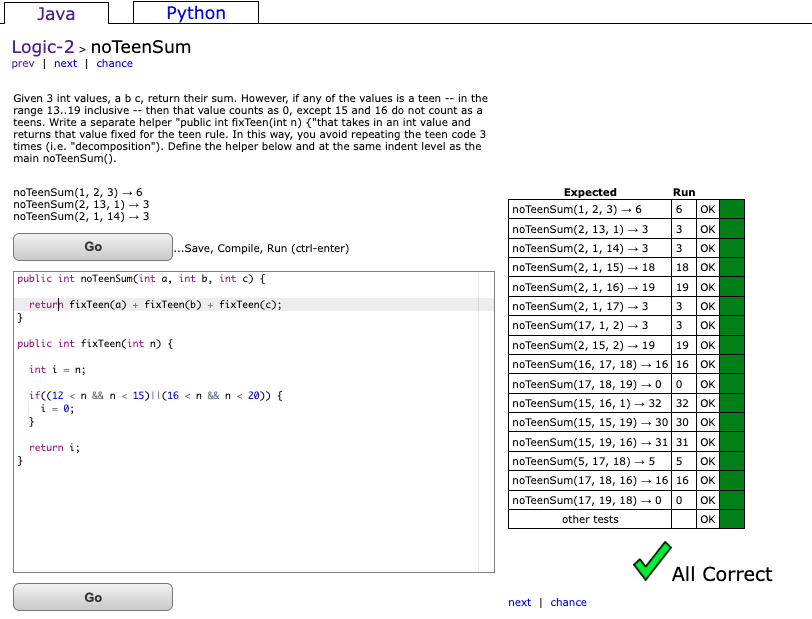 Java
Python
Logic-2 > noTeenSum
prev | next | chance
Given 3 int values, a b c, return their sum. However, if any of the values is a teen -- in the
range 13..19 inclusive -- then that value counts as 0, except 15 and 16 do not count as a
teens. Write a separate helper "public int fixTeen(int n) {"that takes in an int value and
returns that value fixed for the teen rule. In this way, you avoid repeating the teen code 3
times (i.e. "decomposition"). Define the helper below and at the same indent level as the
main noTeenSum().
noTeenSum(1, 2, 3) → 6
noTeenSum(2, 13, 1) → 3
noTeenSum(2, 1, 14) → 3
Go ...Save, Compile, Run (ctrl-enter)
public int noTeenSum(int a, int b, int c) {
return fixTeen(a) + fixTeen(b) + fixTeen(c);
}
public int fixTeen(int n) {
int i = n;
if((12 < n && n < 15)||(16 < n && n < 20)) {
i = 0;
}
return i;
}
Go
Expected Run
noTeenSum(1, 2, 3) → 6 6 OK
noTeenSum(2, 13, 1) → 3 3 OK
noTeenSum(2, 1, 14) → 3 3 OK
noTeenSum(2, 1, 15) → 18 18 OK
noTeenSum(2, 1, 16) → 19 19 OK
noTeenSum(2, 1, 17) → 3 3 OK
noTeenSum(17, 1, 2) → 3 3 OK
noTeenSum(2, 15, 2) → 19 19 OK
noTeenSum(16, 17, 18) → 16 16 OK
noTeenSum(17, 18, 19) → 0 0 OK
noTeenSum(15, 16, 1) → 32 32 OK
noTeenSum(15, 15, 19) → 30 30 OK
noTeenSum(15, 19, 16) → 31 31 OK
noTeenSum(5, 17, 18) → 5 5 OK
noTeenSum(17, 18, 16) → 16 16 OK
noTeenSum(17, 19, 18) → 0 0 OK
other tests OK
All Correct
next | chance